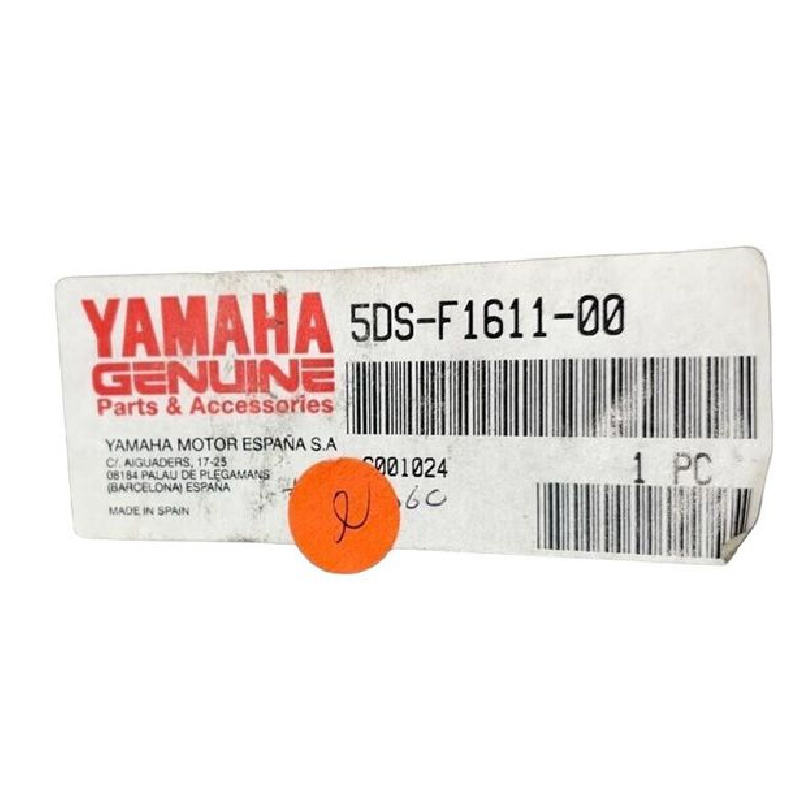 YAMAHA
GENUINE
Parts & Accessories
YAMAHA MOTOR ESPAÑA S.A
C/. AIGUADERS, 17-25
08184 PALAU DE PLEGAMANS
(BARCELONA) ESPAÑA
MADE IN SPAIN
5DS-F1611-00
001024
1 PC